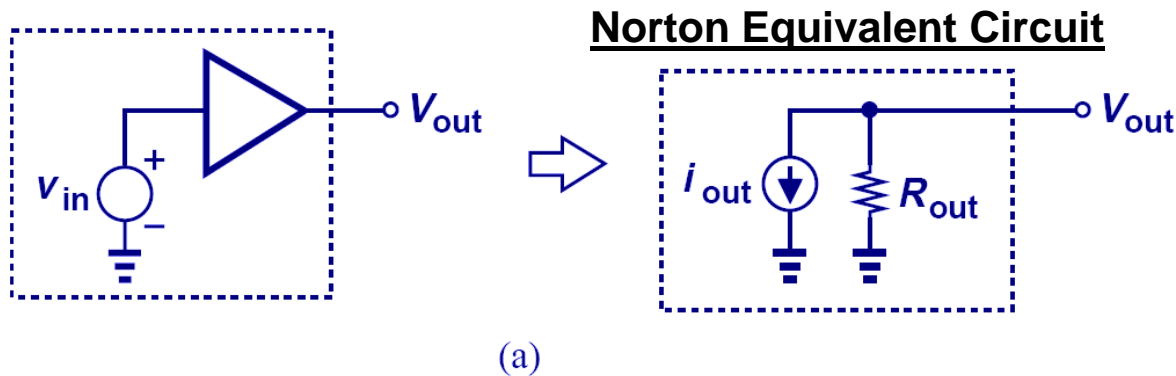 Norton Equivalent Circuit
Vout
Vout
+
vin
−
iout
Rout
(a)